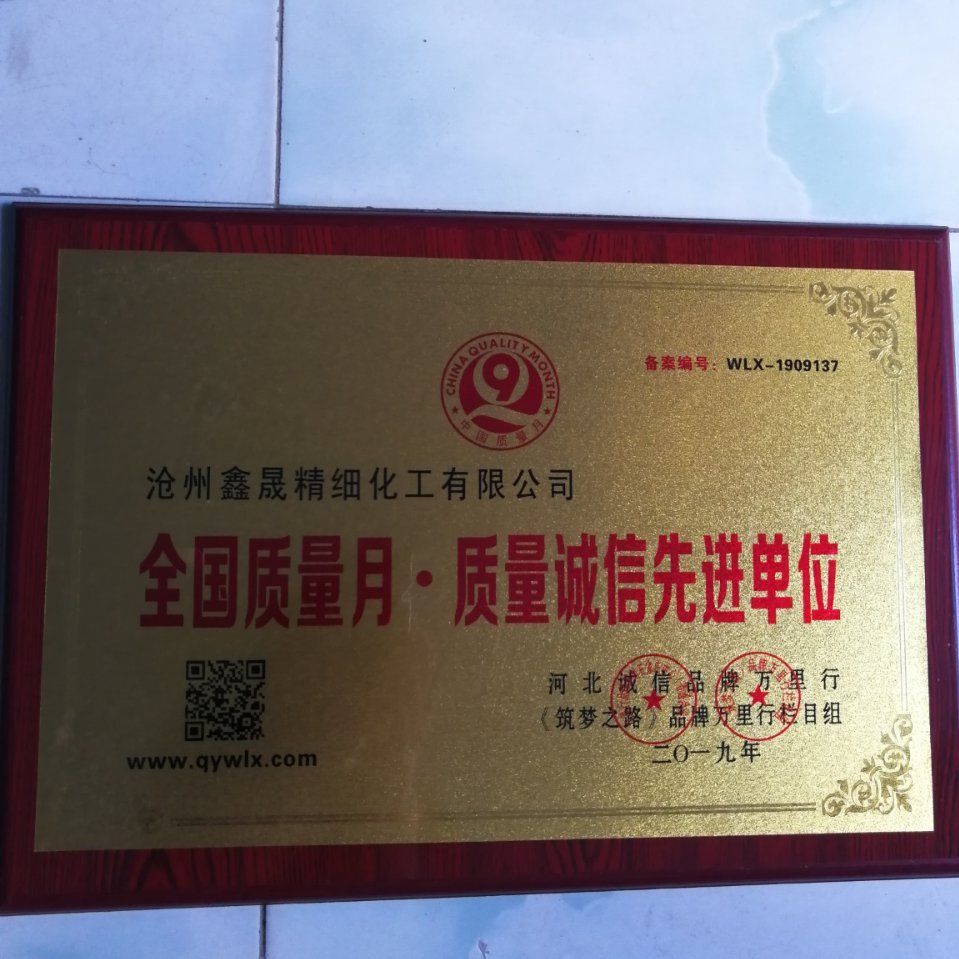 CHINA QUALITY MONTH
中国质量月
备案编号：WLX-1909137
沧州鑫晟精细化工有限公司
全国质量月·质量诚信先进单位
河北诚信品牌万里行
《筑梦之路》品牌万里行栏目组
二〇一九年
www.qywlx.com